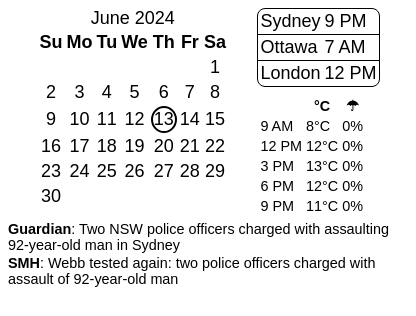 June 2024
Su Mo Tu We Th Fr Sa
1
2 3 4 5 6 7 8
9 10 11 12 13 14 15
16 17 18 19 20 21 22
23 24 25 26 27 28 29
30
Sydney 9 PM
Ottawa 7 AM
London 12 PM
°C ☂
9 AM 8°C 0%
12 PM 12°C 0%
3 PM 13°C 0%
6 PM 12°C 0%
9 PM 11°C 0%
Guardian: Two NSW police officers charged with assaulting
92-year-old man in Sydney
SMH: Webb tested again: two police officers charged with
assault of 92-year-old man